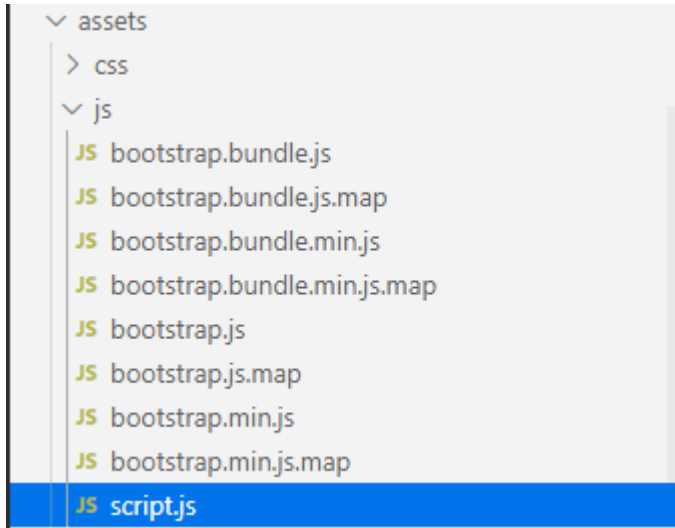 assets
css
js
JS bootstrap.bundle.js
JS bootstrap.bundle.js.map
JS bootstrap.bundle.min.js
JS bootstrap.bundle.min.js.map
JS bootstrap.js
JS bootstrap.js.map
JS bootstrap.min.js
JS bootstrap.min.js.map
JS script.js